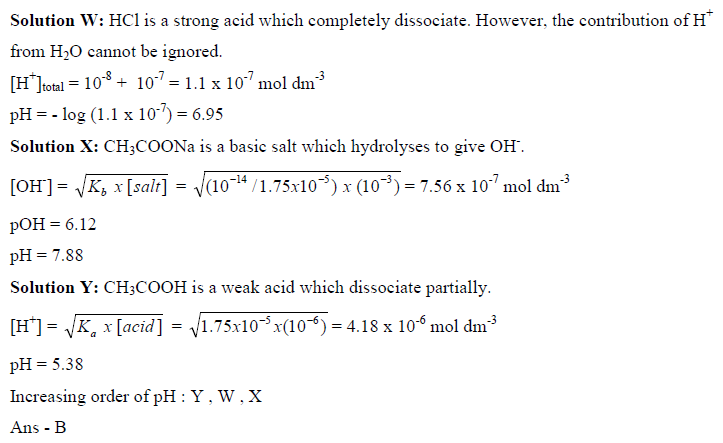 Solution W: HCl is a strong acid which completely dissociate. However, the contribution of H⁺
from H₂O cannot be ignored.
[H⁺]total = 10⁻⁸ + 10⁻⁷ = 1.1 x 10⁻⁷ mol dm⁻³
pH = - log (1.1 x 10⁻⁷) = 6.95
Solution X: CH₃COONa is a basic salt which hydrolyses to give OH⁻.
[OH⁻] = √(K_b x [salt]) = √((10⁻¹⁴ /1.75x10⁻⁵) x (10⁻³)) = 7.56 x 10⁻⁷ mol dm⁻³
pOH = 6.12
pH = 7.88
Solution Y: CH₃COOH is a weak acid which dissociate partially.
[H⁺] = √(Kₐ x [acid]) = √(1.75x10⁻⁵x(10⁻⁶)) = 4.18 x 10⁻⁶ mol dm⁻³
pH = 5.38
Increasing order of pH : Y , W , X
Ans - B